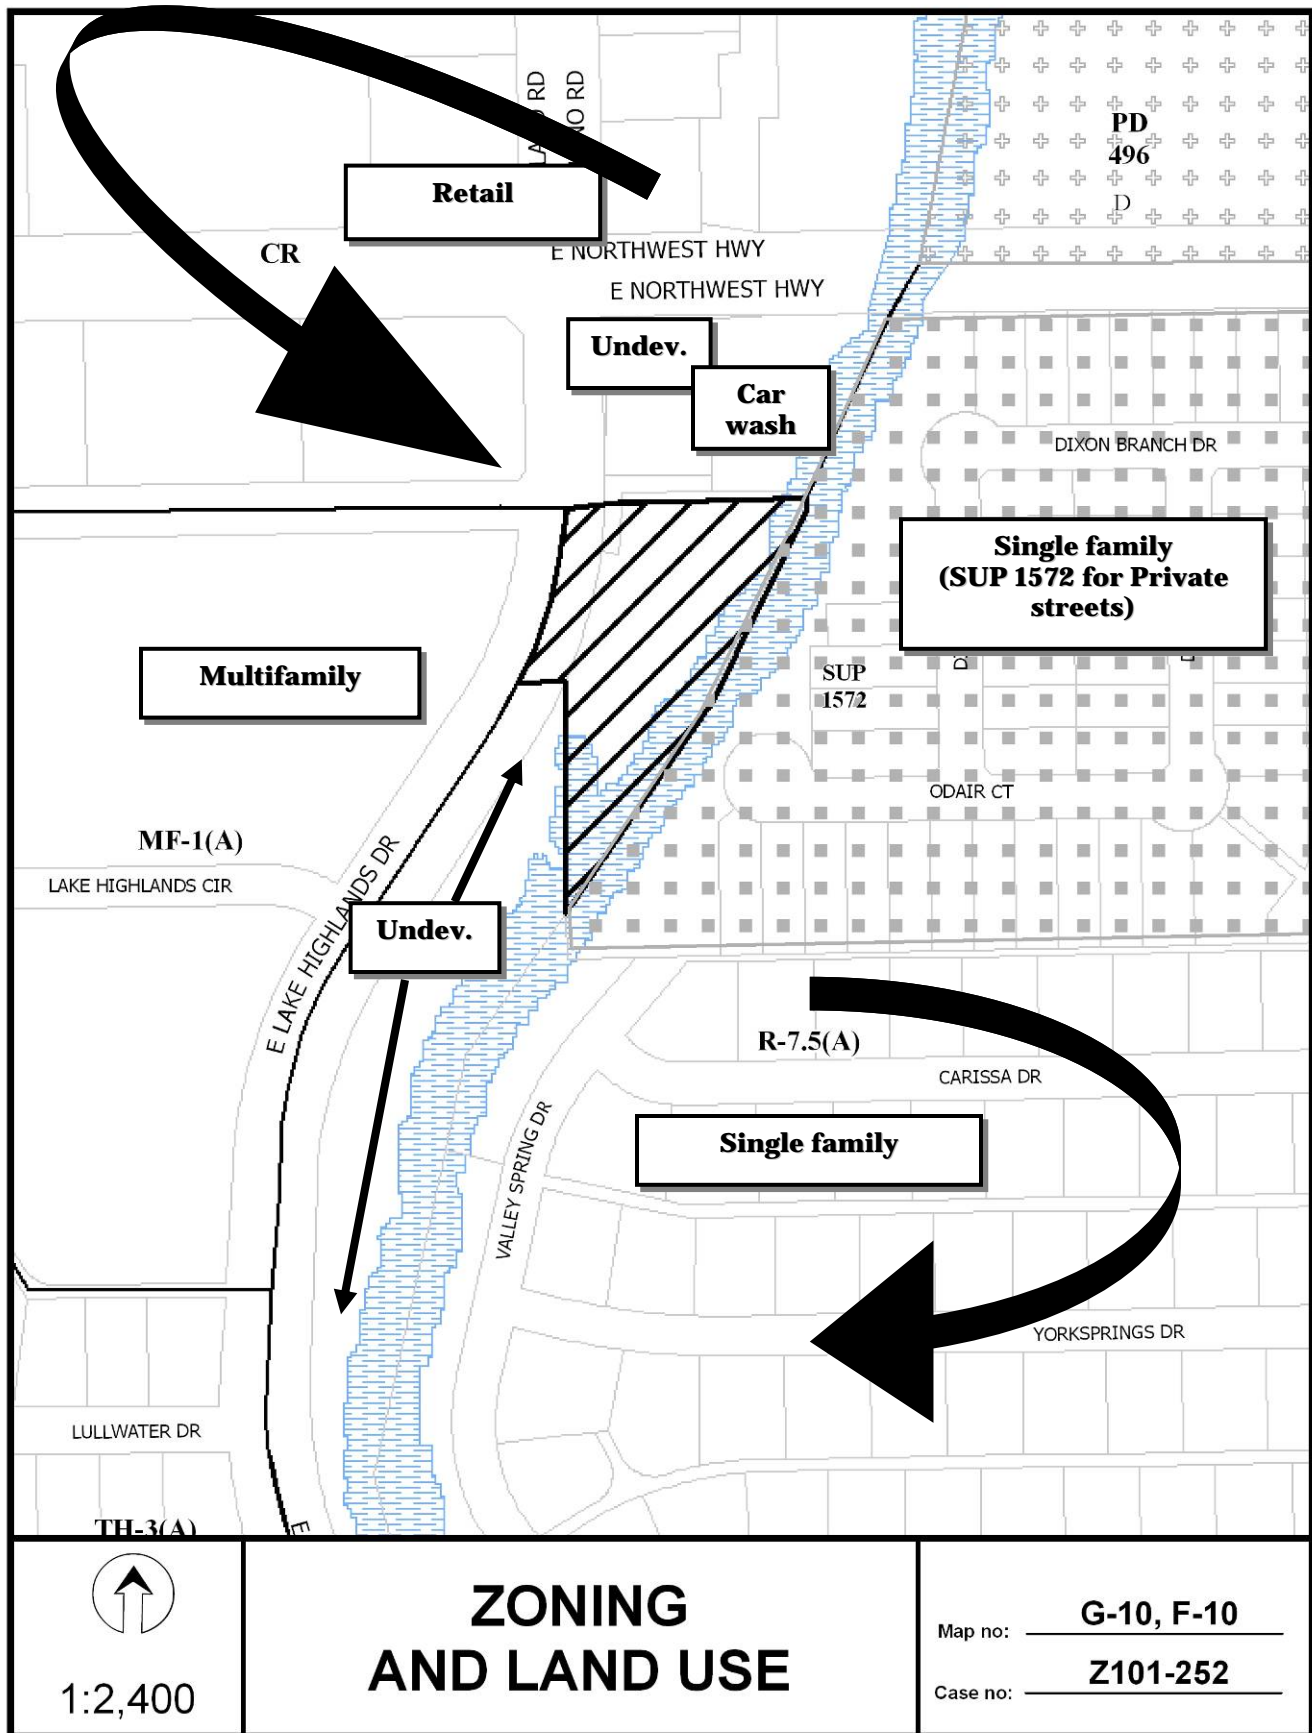 NO RD
PD
496
D
Retail
CR
E NORTHWEST HWY
E NORTHWEST HWY
Undev.
Car
wash
DIXON BRANCH DR
Single family
(SUP 1572 for Private
streets)
Multifamily
SUP
1572
ODAIR CT
MF-1(A)
LAKE HIGHLANDS CIR
E LAKE HIGHLANDS DR
Undev.
R-7.5(A)
CARISSA DR
VALLEY SPRING DR
Single family
YORKSPRINGS DR
LULLWATER DR
TH-3(A)
E
1:2,400
ZONING
AND LAND USE
Map no: G-10, F-10
Case no: Z101-252